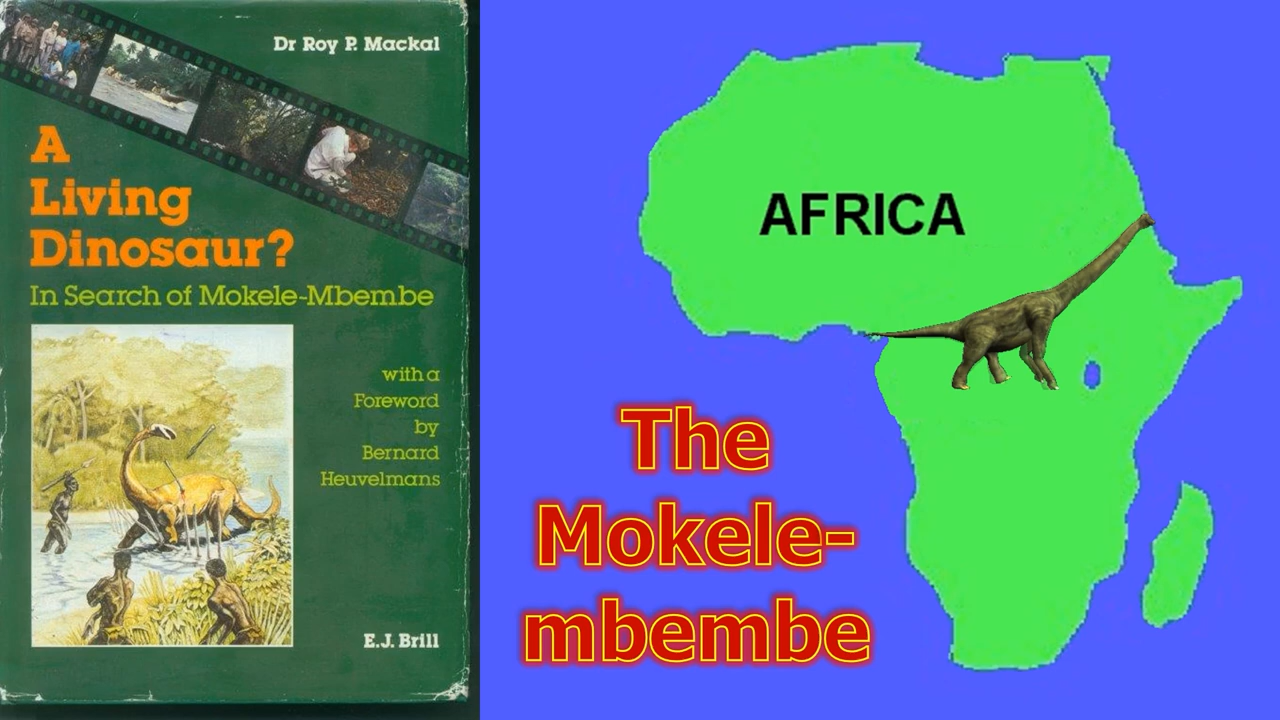 Dr Roy P. Mackal
A
Living
Dinosaur?
In Search of Mokele-Mbembe
with a
Foreword
by
Bernard
Heuvelmans
E.J. Brill
AFRICA
The
Mokele-
mbembe